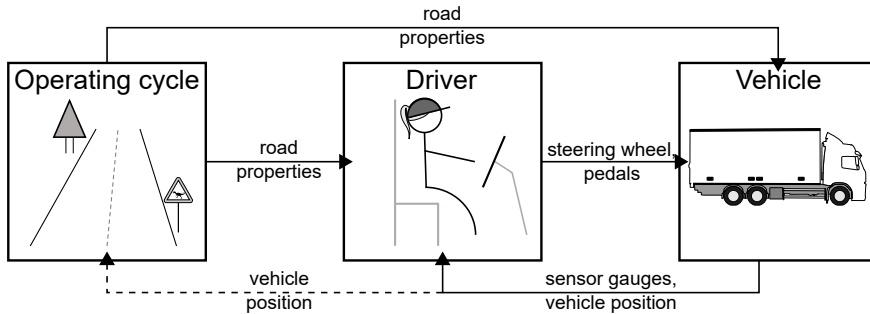 road
properties
Operating cycle
Driver
Vehicle
road
properties
steering wheel,
pedals
vehicle
position
sensor gauges,
vehicle position